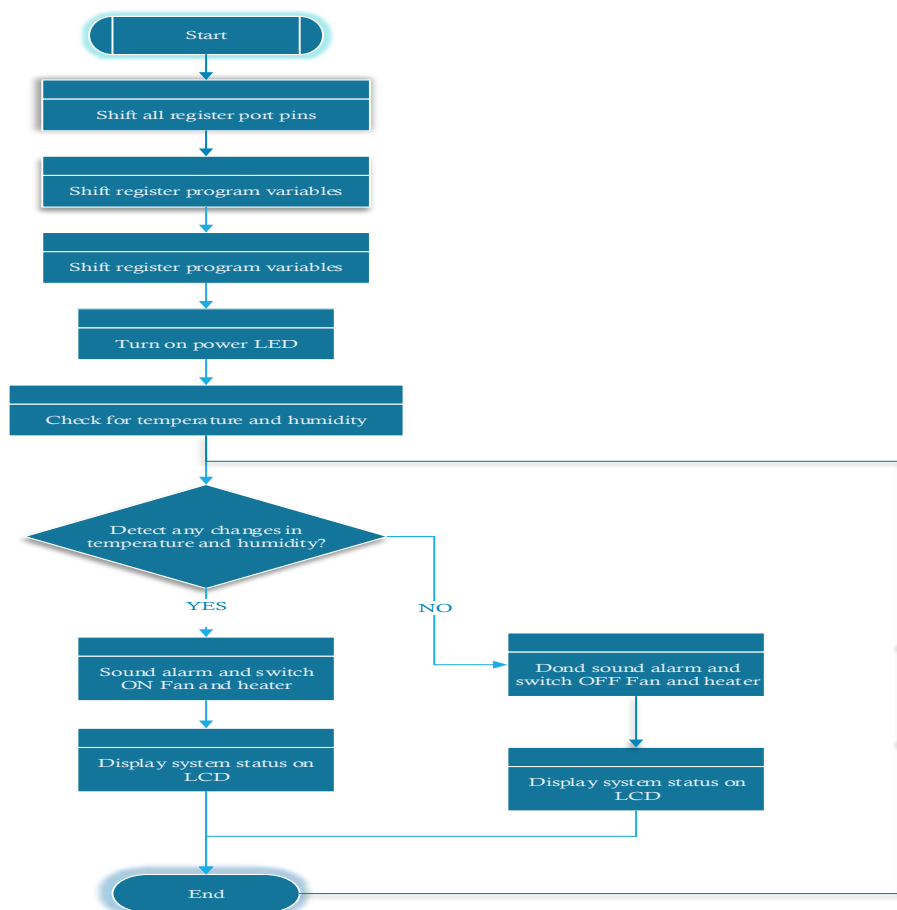 Start
Shift all register port pins
Shift register program variables
Shift register program variables
Turn on power LED
Check for temperature and humidity
Detect any changes in
temperature and humidity?
YES
NO
Sound alarm and switch
ON Fan and heater
Dond sound alarm and
switch OFF Fan and heater
Display system status on
LCD
Display system status on
LCD
End